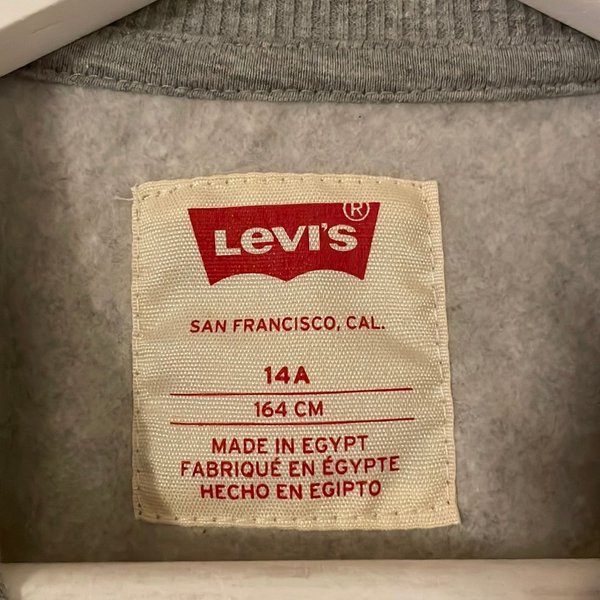 LEVI'S ®
SAN FRANCISCO, CAL.
14A
164 CM
MADE IN EGYPT
FABRIQUÉ EN ÉGYPTE
HECHO EN EGIPTO